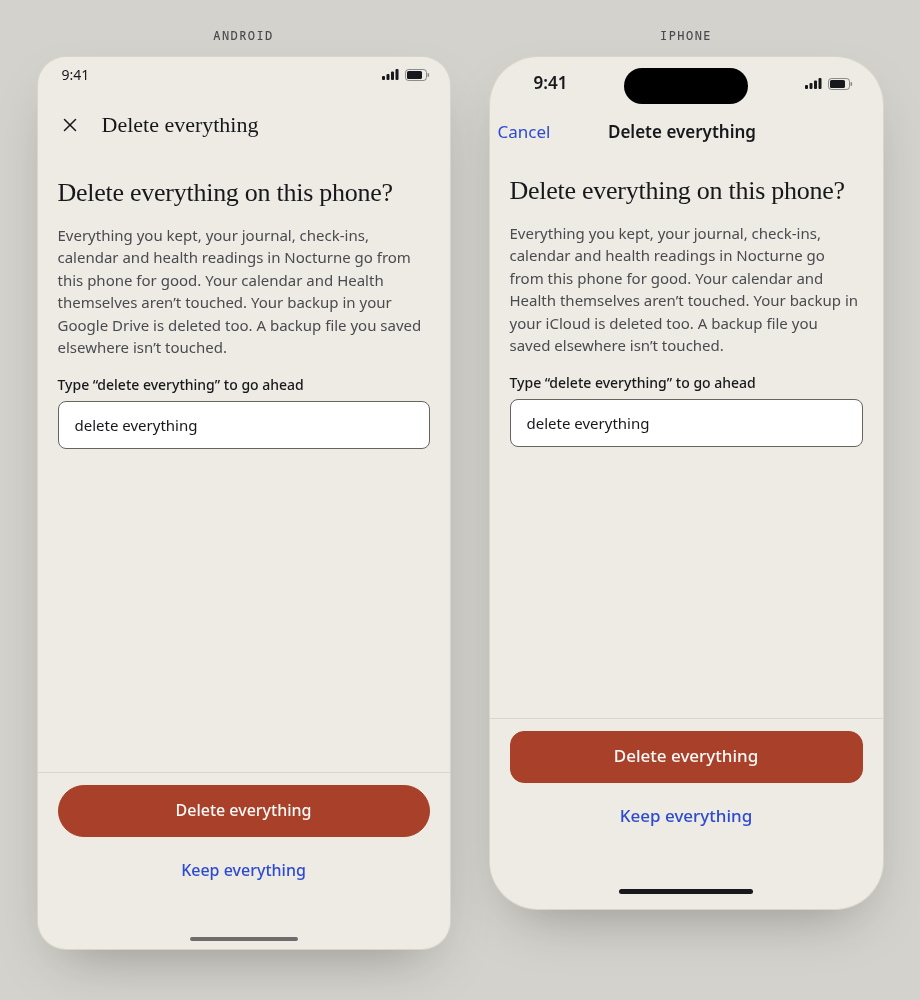 ANDROID
9:41
Delete everything
Delete everything on this phone?
Everything you kept, your journal, check-ins,
calendar and health readings in Nocturne go from
this phone for good. Your calendar and Health
themselves aren’t touched. Your backup in your
Google Drive is deleted too. A backup file you saved
elsewhere isn’t touched.
Type “delete everything” to go ahead
delete everything
Delete everything
Keep everything
IPHONE
9:41
Cancel
Delete everything
Delete everything on this phone?
Everything you kept, your journal, check-ins,
calendar and health readings in Nocturne go
from this phone for good. Your calendar and
Health themselves aren’t touched. Your backup in
your iCloud is deleted too. A backup file you
saved elsewhere isn’t touched.
Type “delete everything” to go ahead
delete everything
Delete everything
Keep everything